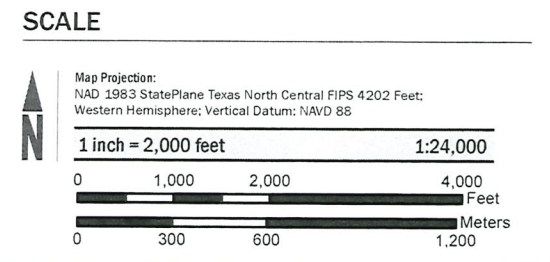 SCALE
N
Map Projection:
NAD 1983 StatePlane Texas North Central FIPS 4202 Feet;
Western Hemisphere; Vertical Datum: NAVD 88
1 inch = 2,000 feet 1:24,000
0 1,000 2,000 4,000
Feet
Meters
0 300 600 1,200